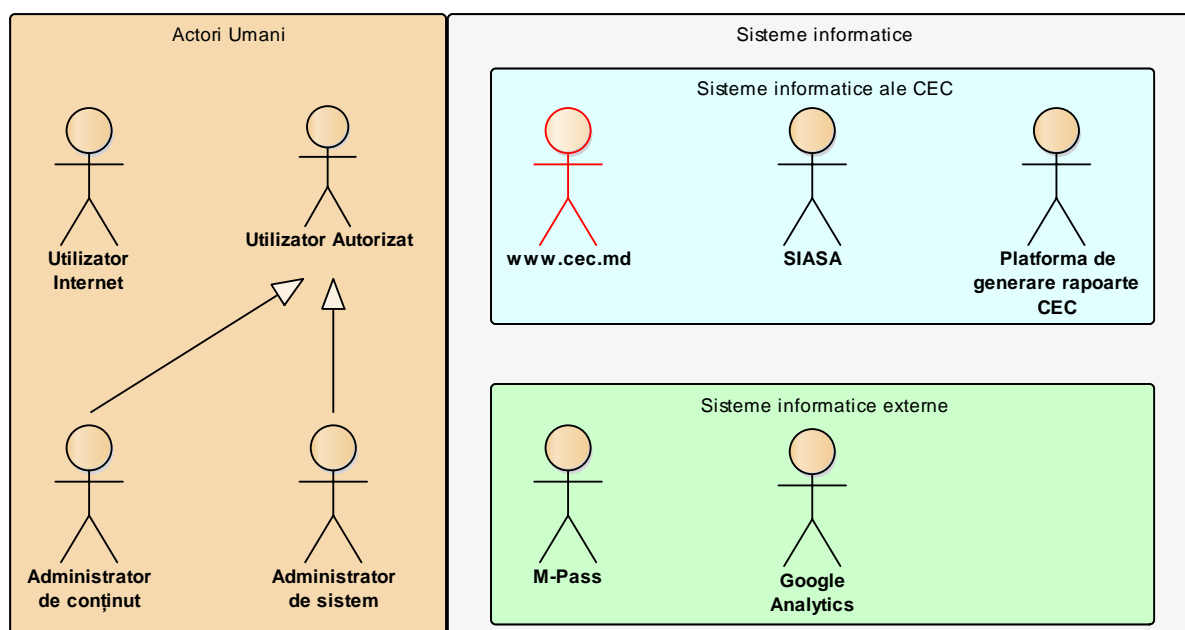 Actori Umani
Sisteme informatice
Sisteme informatice ale CEC
Utilizator
Internet
Utilizator Autorizat
www.cec.md
SIASA
Platforma de
generare rapoarte
CEC
Sisteme informatice externe
Administrator
de conținut
Administrator
de sistem
M-Pass
Google
Analytics